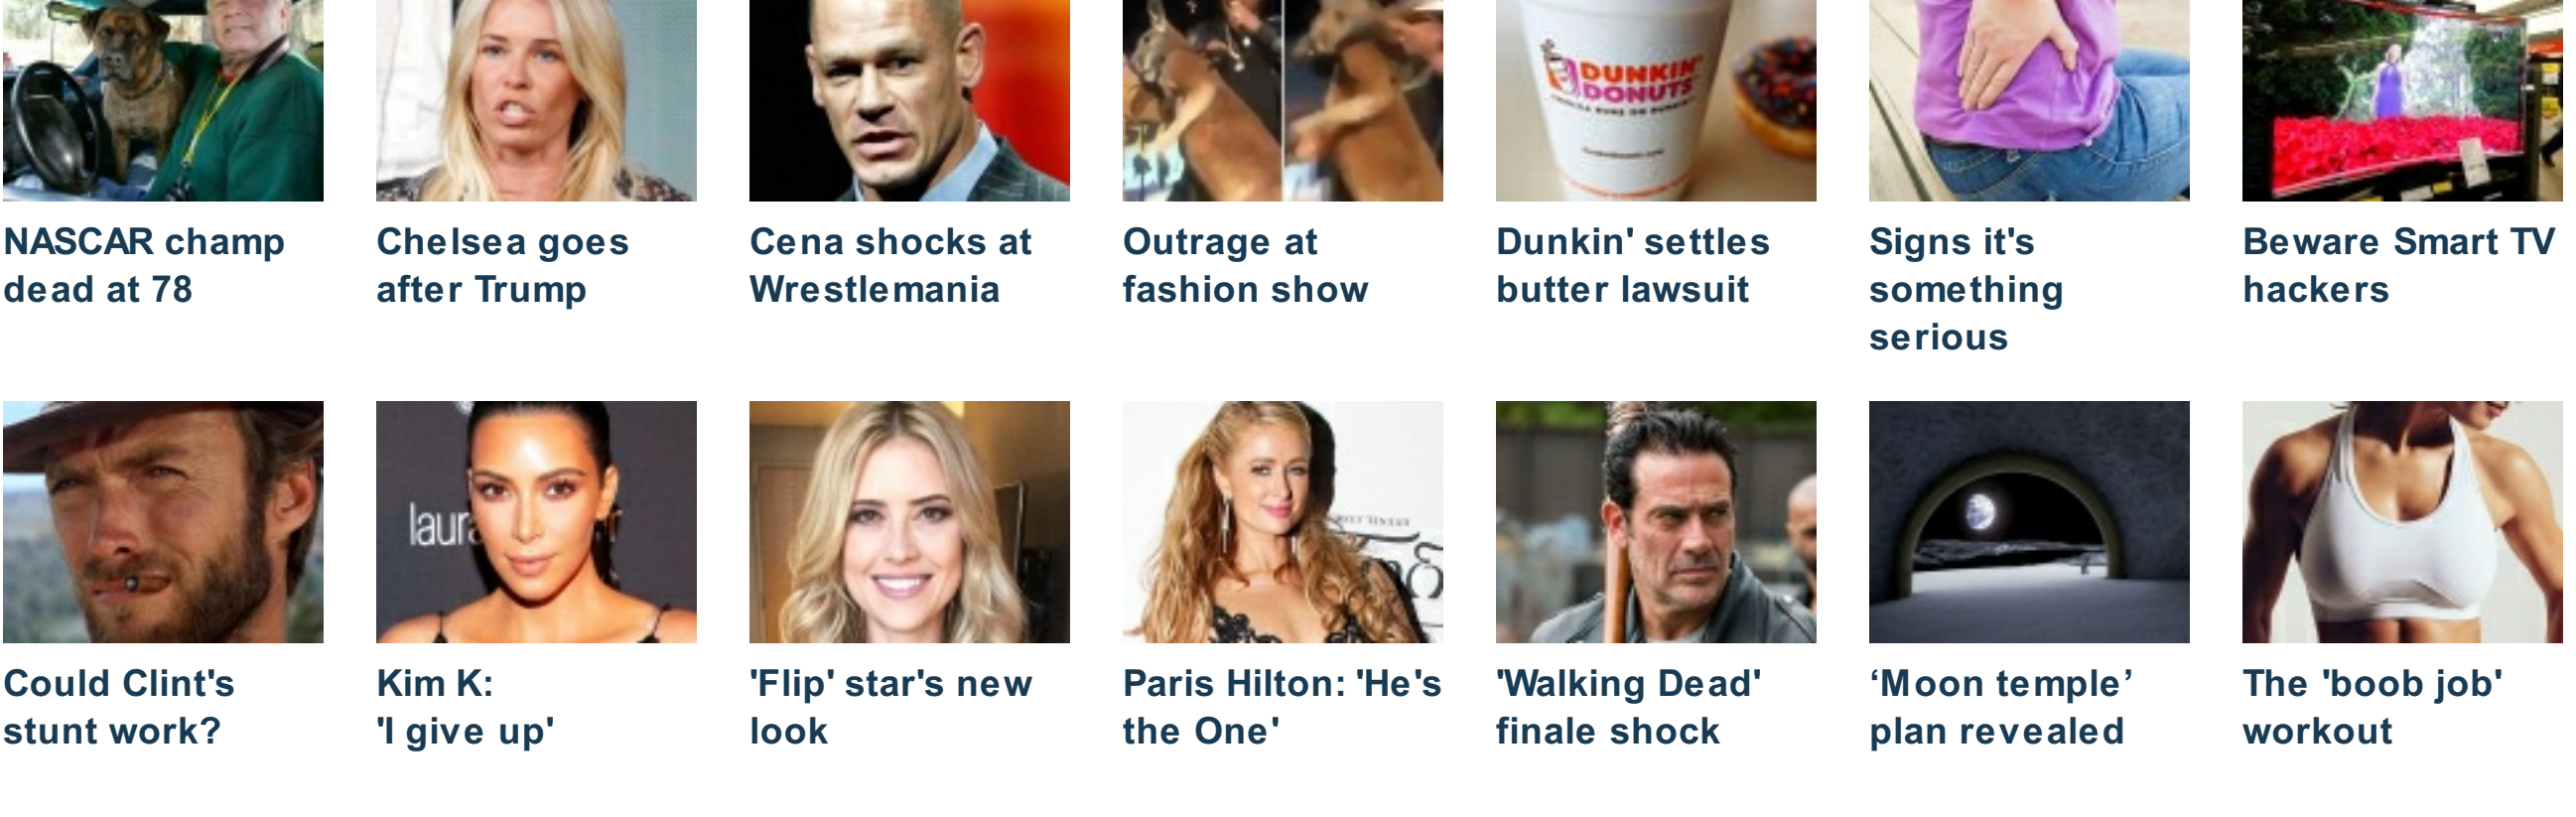 DUNKIN'
DONUTS
NASCAR champ
dead at 78
Chelsea goes
after Trump
Cena shocks at
Wrestlemania
Outrage at
fashion show
Dunkin' settles
butter lawsuit
Signs it's
something
serious
Beware Smart TV
hackers
laura
Could Clint's
stunt work?
Kim K:
'I give up'
'Flip' star's new
look
Paris Hilton: 'He's
the One'
'Walking Dead'
finale shock
‘Moon temple’
plan revealed
The 'boob job'
workout